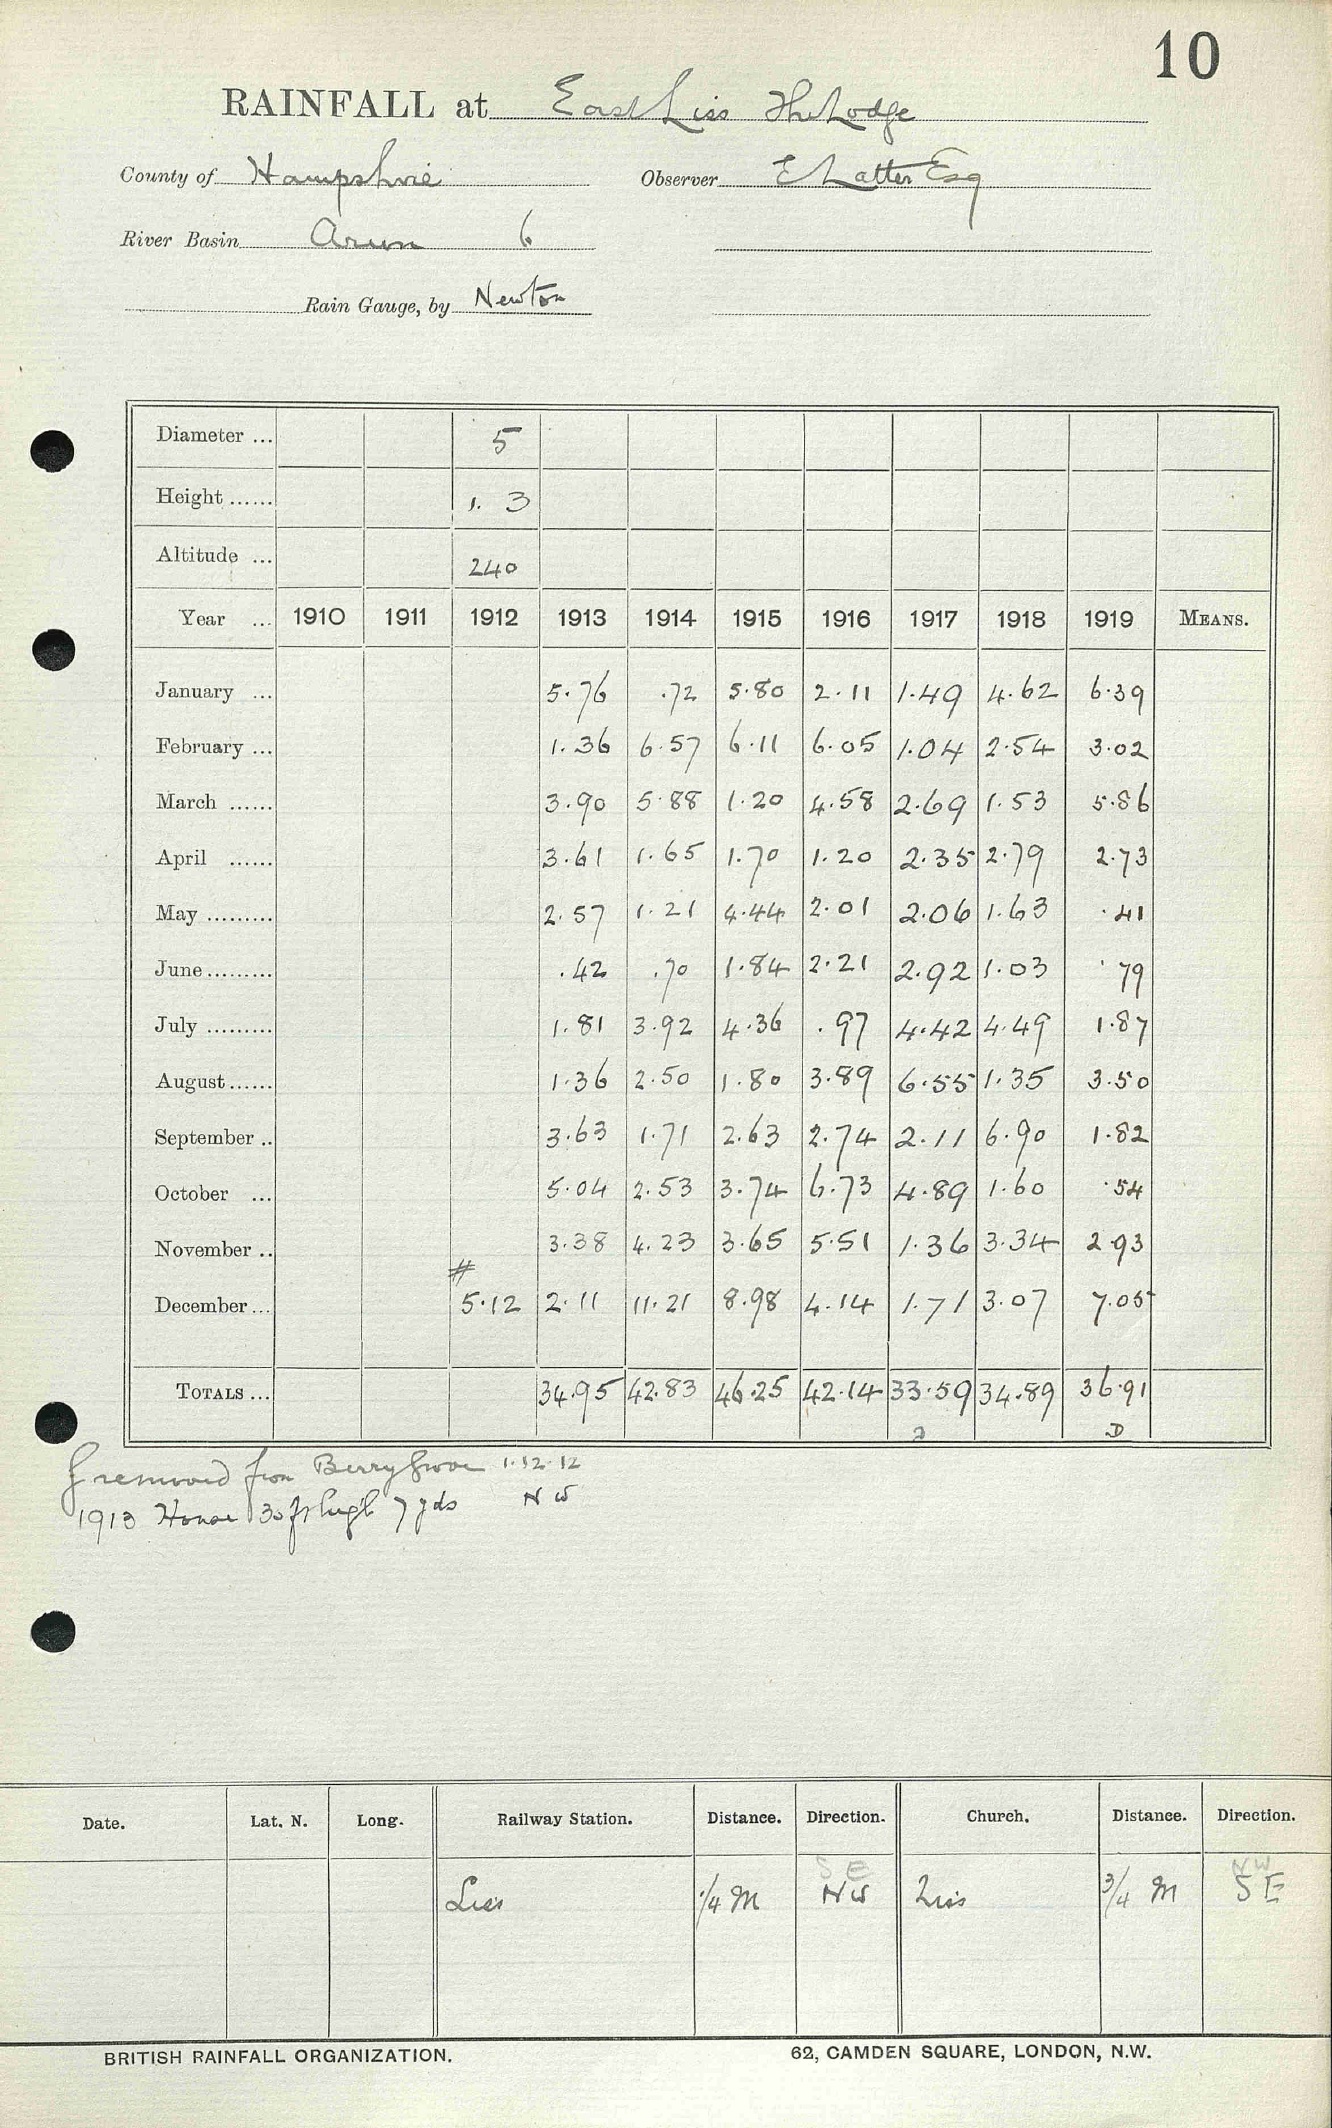 10
RAINFALL at East Liss The Lodge
County of Hampshire Observer E Latter Esq
River Basin Arun 6
Rain Gauge, by Newton
Diameter ... 5
Height ...... 1. 3
Altitude ... 240
Year ... 1910 1911 1912 1913 1914 1915 1916 1917 1918 1919 MEANS.
January ... 5.76 .72 5.80 2.11 1.49 4.62 6.39
February ... 1.36 6.57 6.11 6.05 1.04 2.54 3.02
March ...... 3.90 5.88 1.20 4.58 2.69 1.53 5.86
April ...... 3.61 1.65 1.70 1.20 2.35 2.79 2.73
May ......... 2.57 1.21 4.44 2.01 2.06 1.63 .41
June ......... .42 .70 1.84 2.21 2.92 1.03 .79
July ......... 1.81 3.92 4.36 .97 4.42 4.49 1.87
August ...... 1.36 2.50 1.80 3.89 6.55 1.35 3.50
September .. 3.63 1.71 2.63 2.74 2.11 6.90 1.82
October ... 5.04 2.53 3.74 6.73 4.89 1.60 .54
November .. 3.38 4.23 3.65 5.51 1.36 3.34 2.93
#
December ... 5.12 2.11 11.21 8.98 4.14 1.71 3.07 7.05
TOTALS ... 34.95 42.83 46.25 42.14 33.59 34.89 36.91
D D
removed from Berry Grove 1.12.12
1913 House 30 ft high 7 yds N W
Date. Lat. N. Long. Railway Station. Distance. Direction. Church. Distance. Direction.
S E NW
Liss 1/4 M NW Liss 3/4 M S E
BRITISH RAINFALL ORGANIZATION. 62, CAMDEN SQUARE, LONDON, N.W.